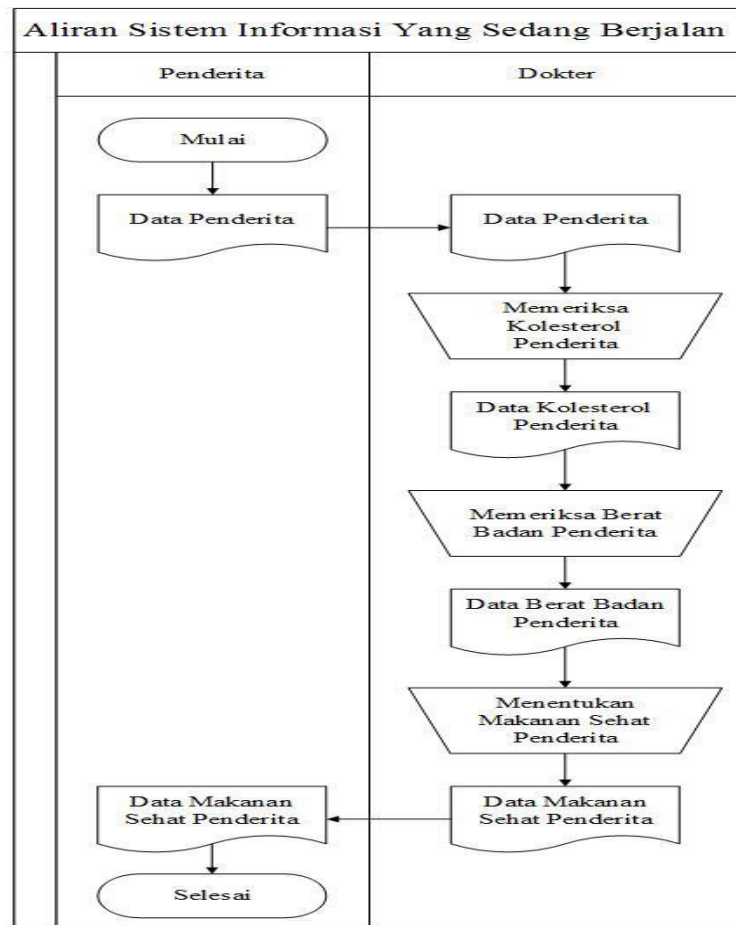 Aliran Sistem Informasi Yang Sedang Berjalan
Penderita
Dokter
Mulai
Data Penderita
Data Penderita
Memeriksa
Kolesterol
Penderita
Data Kolesterol
Penderita
Memeriksa Berat
Badan Penderita
Data Berat Badan
Penderita
Menentukan
Makanan Sehat
Penderita
Data Makanan
Sehat Penderita
Data Makanan
Sehat Penderita
Selesai